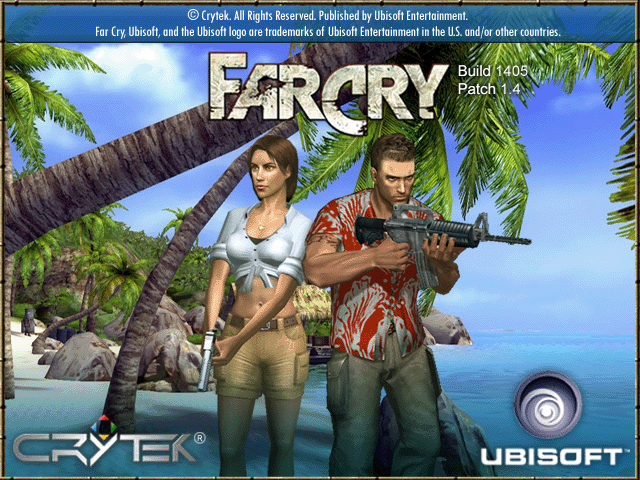 © Crytek. All Rights Reserved. Published by Ubisoft Entertainment.
Far Cry, Ubisoft, and the Ubisoft logo are trademarks of Ubisoft Entertainment in the U.S. and/or other countries.
FARCRY
Build 1405
Patch 1.4
CRYTEK®
UBISOFT™